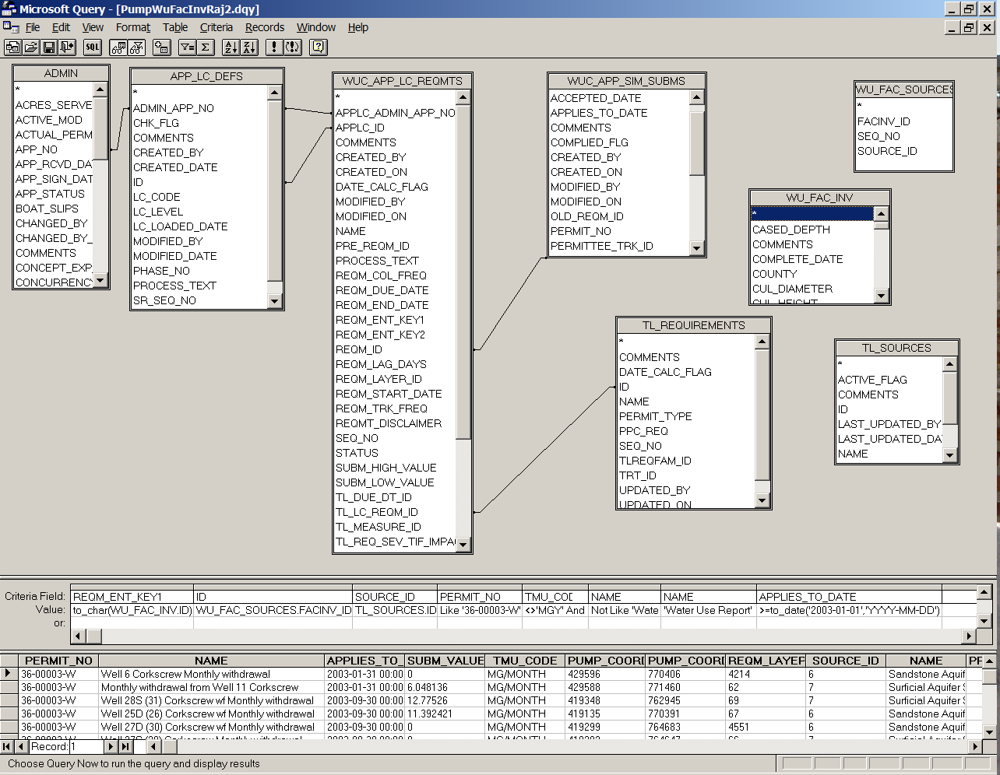 Microsoft Query - [PumpWuFacInvRaj2.dqy]
File Edit View Format Table Criteria Records Window Help
SQL
ADMIN
*
ACRES_SERVE
ACTIVE_MOD
ACTUAL_PERM
APP_NO
APP_RCVD_DA
APP_SIGN_DAT
APP_STATUS
BOAT_SLIPS
CHANGED_BY
CHANGED_BY_
COMMENTS
CONCEPT_EXP
CONCURRENCY
APP_LC_DEFS
*
ADMIN_APP_NO
CHK_FLG
COMMENTS
CREATED_BY
CREATED_DATE
ID
LC_CODE
LC_LEVEL
LC_LOADED_DATE
MODIFIED_BY
MODIFIED_DATE
PHASE_NO
PROCESS_TEXT
SR_SEQ_NO
WUC_APP_LC_REQMTS
*
APPLC_ADMIN_APP_NO
APPLC_ID
COMMENTS
CREATED_BY
CREATED_ON
DATE_CALC_FLAG
MODIFIED_BY
MODIFIED_ON
NAME
PRE_REQM_ID
PROCESS_TEXT
REQM_COL_FREQ
REQM_DUE_DATE
REQM_END_DATE
REQM_ENT_KEY1
REQM_ENT_KEY2
REQM_ID
REQM_LAG_DAYS
REQM_LAYER_ID
REQM_START_DATE
REQM_TRK_FREQ
REQMT_DISCLAIMER
SEQ_NO
STATUS
SUBM_HIGH_VALUE
SUBM_LOW_VALUE
TL_DUE_DT_ID
TL_LC_REQM_ID
TL_MEASURE_ID
TL_REQ_SEV_TIF_IMPA
WUC_APP_SIM_SUBMS
ACCEPTED_DATE
APPLIES_TO_DATE
COMMENTS
COMPLIED_FLG
CREATED_BY
CREATED_ON
MODIFIED_BY
MODIFIED_ON
OLD_REQM_ID
PERMIT_NO
PERMITTEE_TRK_ID
WU_FAC_SOURCES
*
FACINV_ID
SEQ_NO
SOURCE_ID
WU_FAC_INV
*
CASED_DEPTH
COMMENTS
COMPLETE_DATE
COUNTY
CUL_DIAMETER
CUL_HEIGHT
TL_REQUIREMENTS
*
COMMENTS
DATE_CALC_FLAG
ID
NAME
PERMIT_TYPE
PPC_REQ
SEQ_NO
TLREQFAM_ID
TRT_ID
UPDATED_BY
UPDATED_ON
TL_SOURCES
*
ACTIVE_FLAG
COMMENTS
ID
LAST_UPDATED_BY
LAST_UPDATED_DA
NAME
Criteria Field: REQM_ENT_KEY1 ID SOURCE_ID PERMIT_NO TMU_COD NAME NAME APPLIES_TO_DATE
Value: to_char(WU_FAC_INV.ID) WU_FAC_SOURCES.FACINV_ID TL_SOURCES.ID Like '36-00003-W' <>'MGY' And Not Like 'Wate 'Water Use Report' >=to_date('2003-01-01','YYYY-MM-DD')
or:
PERMIT_NO NAME APPLIES_TO_ SUBM_VALUE TMU_CODE PUMP_COORI PUMP_COORI REQM_LAYEF SOURCE_ID NAME PF
36-00003-W Well 6 Corkscrew Monthly withdrawal 2003-01-31 00:00 0 MG/MONTH 429596 770406 4214 6 Sandstone Aquif
36-00003-W Monthly withdrawal from Well 11 Corkscrew 2003-01-31 00:00 6.048136 MG/MONTH 429588 771460 62 7 Surficial Aquifer S
36-00003-W Well 28S (31) Corkscrew wf Monthly withdrawal 2003-09-30 00:00 12.77526 MG/MONTH 419348 762945 69 7 Surficial Aquifer S
36-00003-W Well 25D (26) Corkscrew wf Monthly withdrawal 2003-09-30 00:00 11.392421 MG/MONTH 419135 770391 67 6 Sandstone Aquif
36-00003-W Well 27D (30) Corkscrew wf Monthly withdrawal 2003-09-30 00:00 0 MG/MONTH 419299 764683 4551 6 Sandstone Aquif
Record: 1
Choose Query Now to run the query and display results